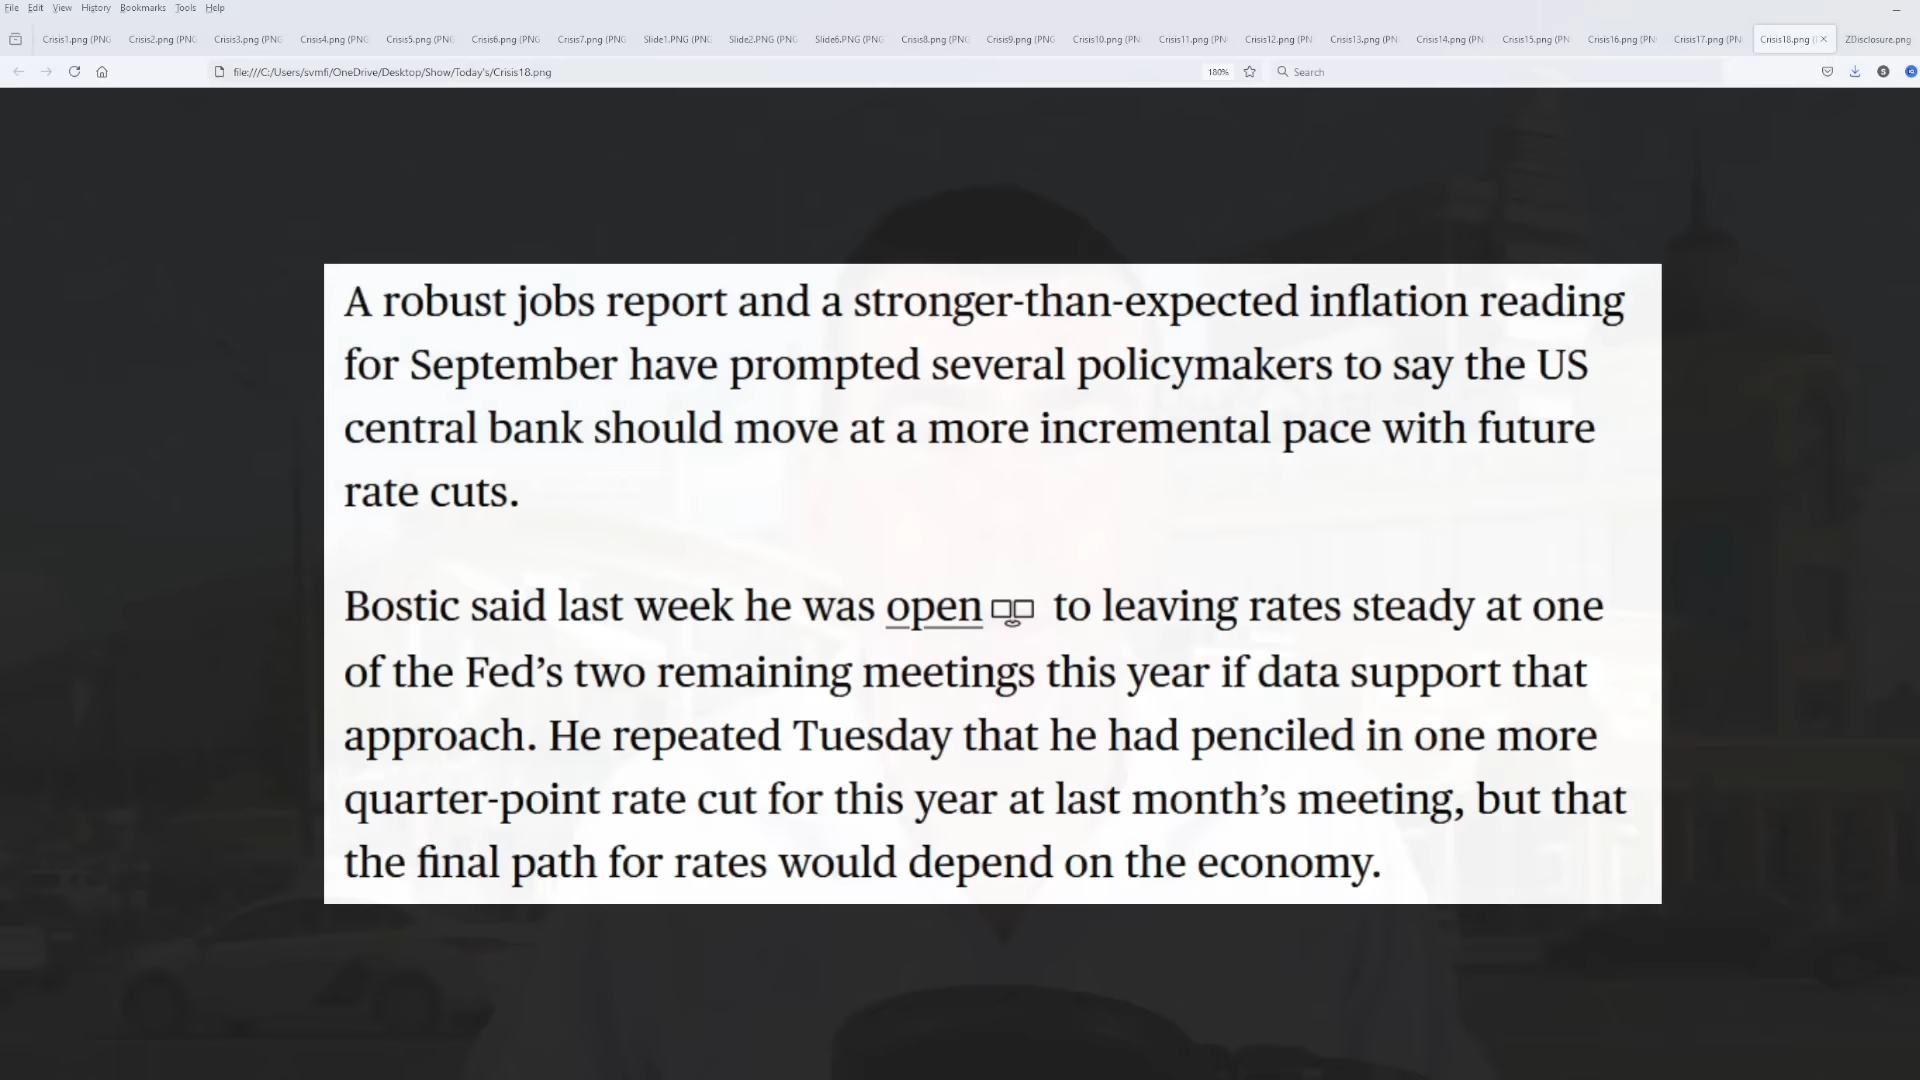 File Edit View History Bookmarks Tools Help
Crisis1.png (PNG Crisis2.png (PNG Crisis3.png (PNG Crisis4.png (PNG Crisis5.png (PNG Crisis6.png (PNG Crisis7.png (PNG Slide1.PNG (PNG Slide2.PNG (PNG Slide6.PNG (PNG Crisis8.png (PNG Crisis9.png (PNG Crisis10.png (PN Crisis11.png (PN Crisis12.png (PN Crisis13.png (PN Crisis14.png (PN Crisis15.png (PN Crisis16.png (PN Crisis17.png (PN Crisis18.png ZDisclosure.png
file:///C:/Users/svmfi/OneDrive/Desktop/Show/Today's/Crisis18.png 180% Search S
A robust jobs report and a stronger-than-expected inflation reading
for September have prompted several policymakers to say the US
central bank should move at a more incremental pace with future
rate cuts.
Bostic said last week he was open to leaving rates steady at one
of the Fed’s two remaining meetings this year if data support that
approach. He repeated Tuesday that he had penciled in one more
quarter-point rate cut for this year at last month’s meeting, but that
the final path for rates would depend on the economy.